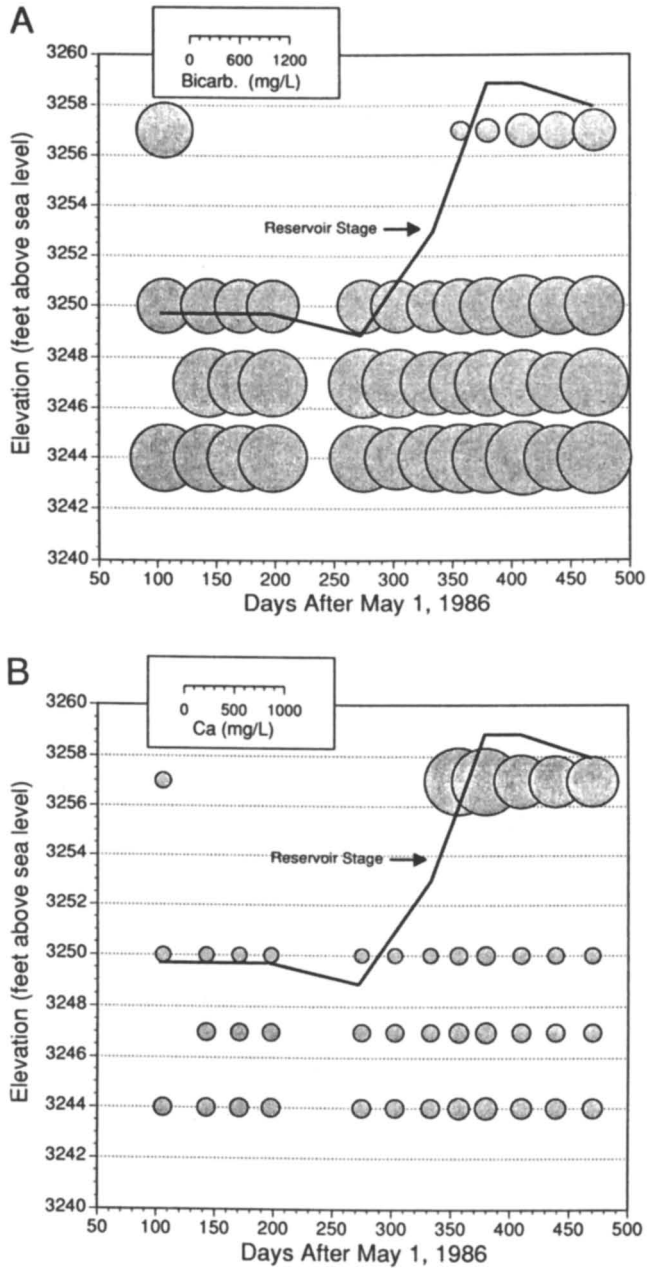 A
0 600 1200
Bicarb. (mg/L)
Elevation (feet above sea level)
3260
3258
3256
3254
3252
3250
3248
3246
3244
3242
3240
Reservoir Stage
50 100 150 200 250 300 350 400 450 500
Days After May 1, 1986
B
0 500 1000
Ca (mg/L)
Elevation (feet above sea level)
3260
3258
3256
3254
3252
3250
3248
3246
3244
3242
3240
Reservoir Stage
50 100 150 200 250 300 350 400 450 500
Days After May 1, 1986